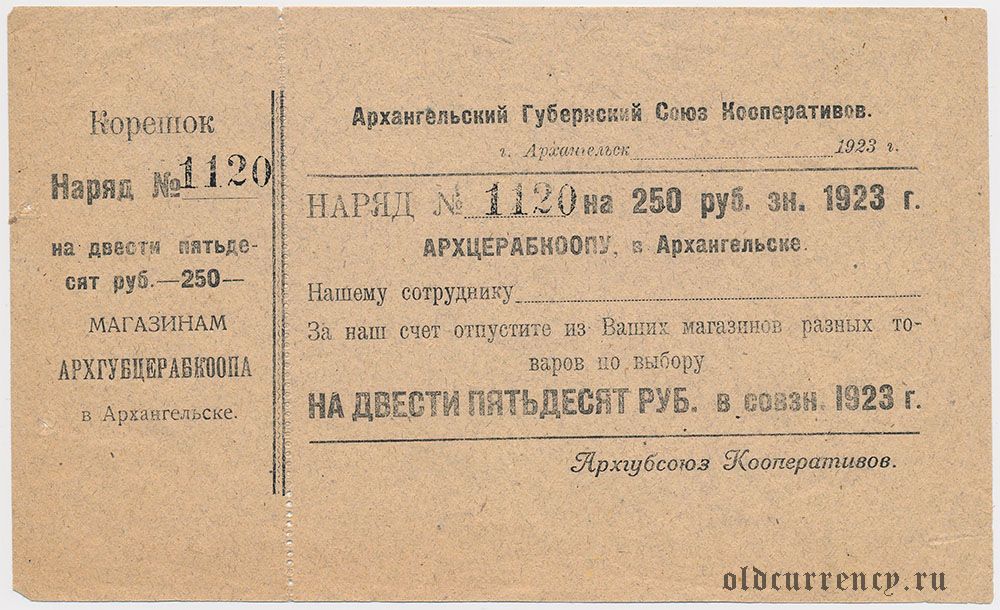 Корешок
Наряд № 1120
на двести пятьде-
сят руб.—250—
МАГАЗИНАМ
АРХГУБЦЕРАБКООПА
в Архангельске.
Архангельский Губернский Союз Кооперативов.
г. Архангельск 1923 г.
НАРЯД № 1120 на 250 руб. зн. 1923 г.
АРХЦЕРАБКООПУ, в Архангельске.
Нашему сотруднику
За наш счет отпустите из Ваших магазинов разных то-
варов по выбору
НА ДВЕСТИ ПЯТЬДЕСЯТ РУБ. в совзн. 1923 г.
Архгубсоюз Кооперативов.
oldcurrency.ru